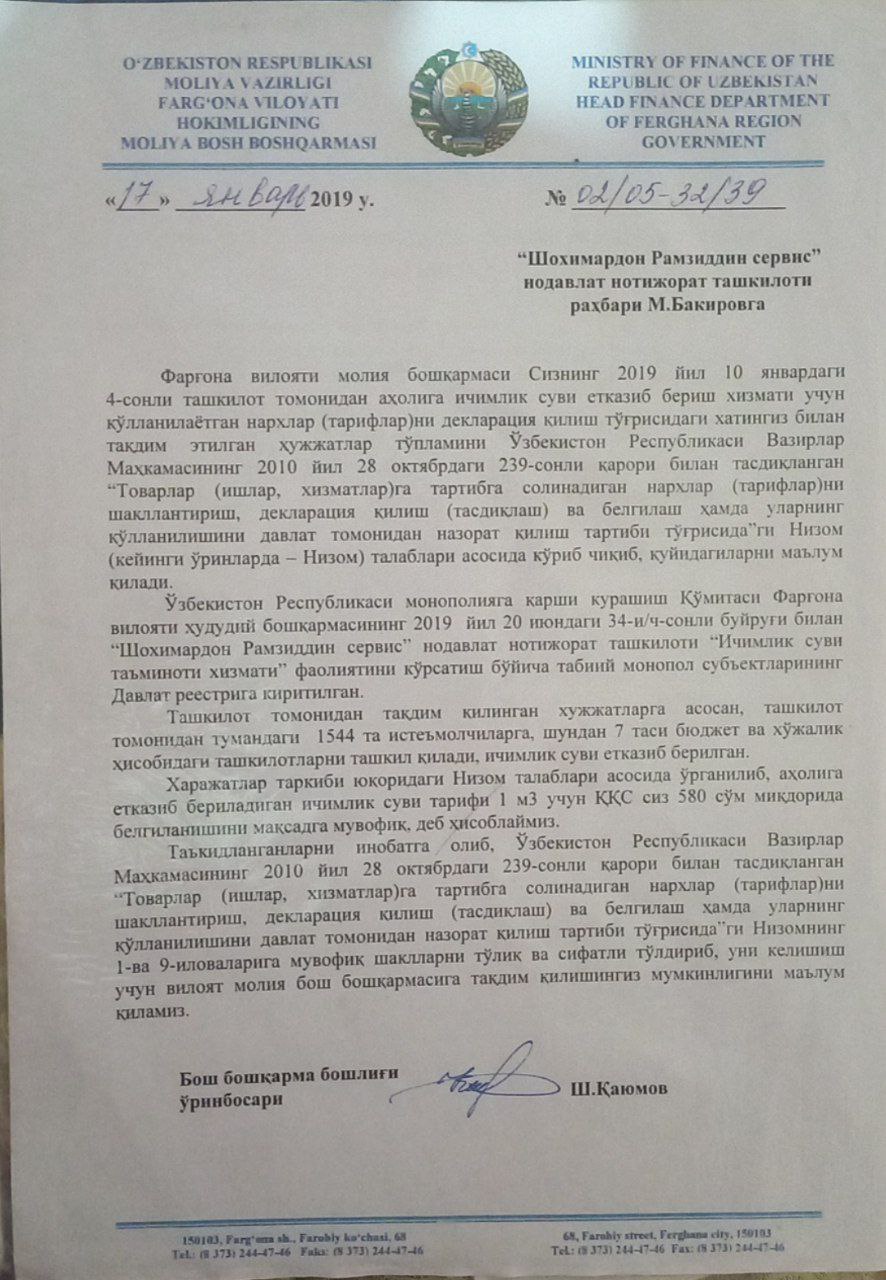 O‘ZBEKISTON RESPUBLIKASI
MOLIYA VAZIRLIGI
FARG‘ONA VILOYATI
HOKIMLIGINING
MOLIYA BOSH BOSHQARMASI
MINISTRY OF FINANCE OF THE
REPUBLIC OF UZBEKISTAN
HEAD FINANCE DEPARTMENT
OF FERGHANA REGION
GOVERNMENT
«17» январь 2019 у.
№ 02/05-32/39
“Шохимардон Рамзиддин сервис”
нодавлат нотижорат ташкилоти
раҳбари М.Бакировга
Фарғона вилояти молия бошқармаси Сизнинг 2019 йил 10 январдаги
4-сонли ташкилот томонидан аҳолига ичимлик суви етказиб бериш хизмати учун
қўлланилаётган нархлар (тарифлар)ни декларация қилиш тўғрисидаги хатингиз билан
тақдим этилган ҳужжатлар тўпламини Ўзбекистон Республикаси Вазирлар
Маҳкамасининг 2010 йил 28 октябрдаги 239-сонли қарори билан тасдиқланган
“Товарлар (ишлар, хизматлар)га тартибга солинадиган нархлар (тарифлар)ни
шакллантириш, декларация қилиш (тасдиқлаш) ва белгилаш ҳамда уларнинг
қўлланилишини давлат томонидан назорат қилиш тартиби тўғрисида”ги Низом
(кейинги ўринларда – Низом) талаблари асосида кўриб чиқиб, қуйидагиларни маълум
қилади.
Ўзбекистон Республикаси монополияга қарши курашиш Қўмитаси Фарғона
вилояти ҳудудий бошқармасининг 2019 йил 20 июндаги 34-и/ч-сонли буйруғи билан
“Шохимардон Рамзиддин сервис” нодавлат нотижорат ташкилоти “Ичимлик суви
таъминоти хизмати” фаолиятини кўрсатиш бўйича табиий монопол субъектларининг
Давлат реестрига киритилган.
Ташкилот томонидан тақдим қилинган хужжатларга асосан, ташкилот
томонидан тумандаги 1544 та истеъмолчиларга, шундан 7 таси бюджет ва хўжалик
ҳисобидаги ташкилотларни ташкил қилади, ичимлик суви етказиб берилган.
Харажатлар таркиби юқоридаги Низом талаблари асосида ўрганилиб, аҳолига
етказиб бериладиган ичимлик суви тарифи 1 м3 учун ҚҚС сиз 580 сўм миқдорида
белгиланишини мақсадга мувофиқ, деб ҳисоблаймиз.
Таъкидланганларни инобатга олиб, Ўзбекистон Республикаси Вазирлар
Маҳкамасининг 2010 йил 28 октябрдаги 239-сонли қарори билан тасдиқланган
“Товарлар (ишлар, хизматлар)га тартибга солинадиган нархлар (тарифлар)ни
шакллантириш, декларация қилиш (тасдиқлаш) ва белгилаш ҳамда уларнинг
қўлланилишини давлат томонидан назорат қилиш тартиби тўғрисида”ги Низомнинг
1-ва 9-иловаларига мувофиқ шаклларни тўлиқ ва сифатли тўлдириб, уни келишиш
учун вилоят молия бош бошқармасига тақдим қилишингиз мумкинлигини маълум
қиламиз.
Бош бошқарма бошлиғи
ўринбосари
Ш.Қаюмов
150103, Farg‘ona sh., Farobiy ko‘chasi, 68
Tel.: (8 373) 244-47-46 Faks: (8 373) 244-47-46
68, Farobiy street, Ferghana city, 150103
Tel.: (8 373) 244-47-46 Fax: (8 373) 244-47-46